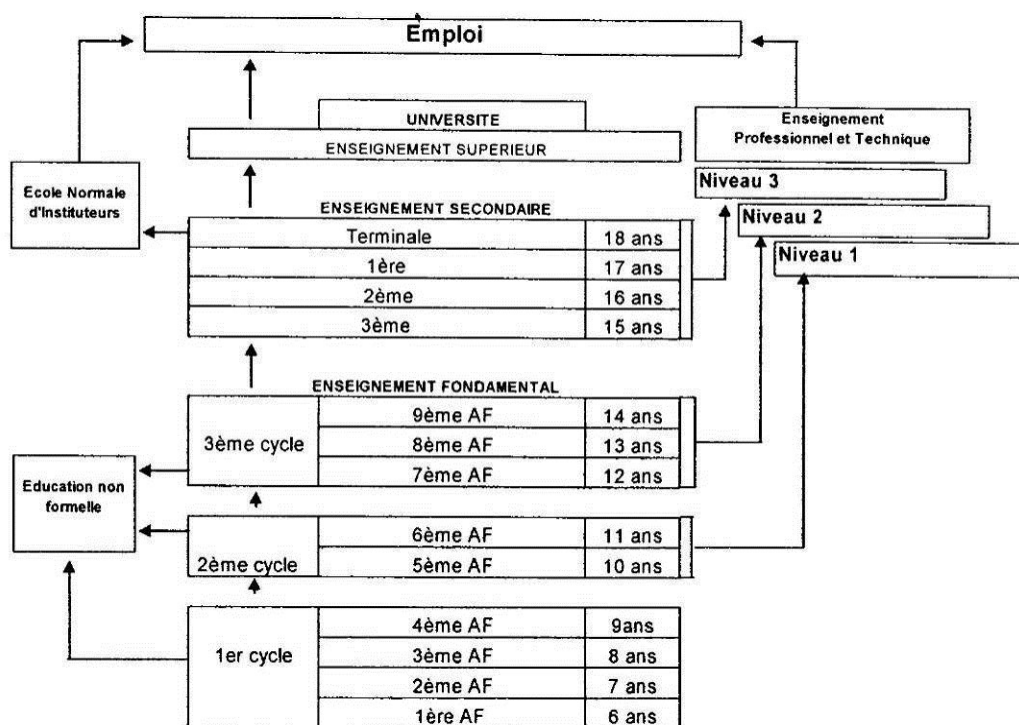 Emploi
UNIVERSITE
ENSEIGNEMENT SUPERIEUR
Enseignement
Professionnel et Technique
Ecole Normale
d'Instituteurs
Niveau 3
Niveau 2
Niveau 1
ENSEIGNEMENT SECONDAIRE
Terminale 18 ans
1ère 17 ans
2ème 16 ans
3ème 15 ans
ENSEIGNEMENT FONDAMENTAL
3ème cycle
9ème AF 14 ans
8ème AF 13 ans
7ème AF 12 ans
Education non
formelle
2ème cycle
6ème AF 11 ans
5ème AF 10 ans
1er cycle
4ème AF 9ans
3ème AF 8 ans
2ème AF 7 ans
1ère AF 6 ans